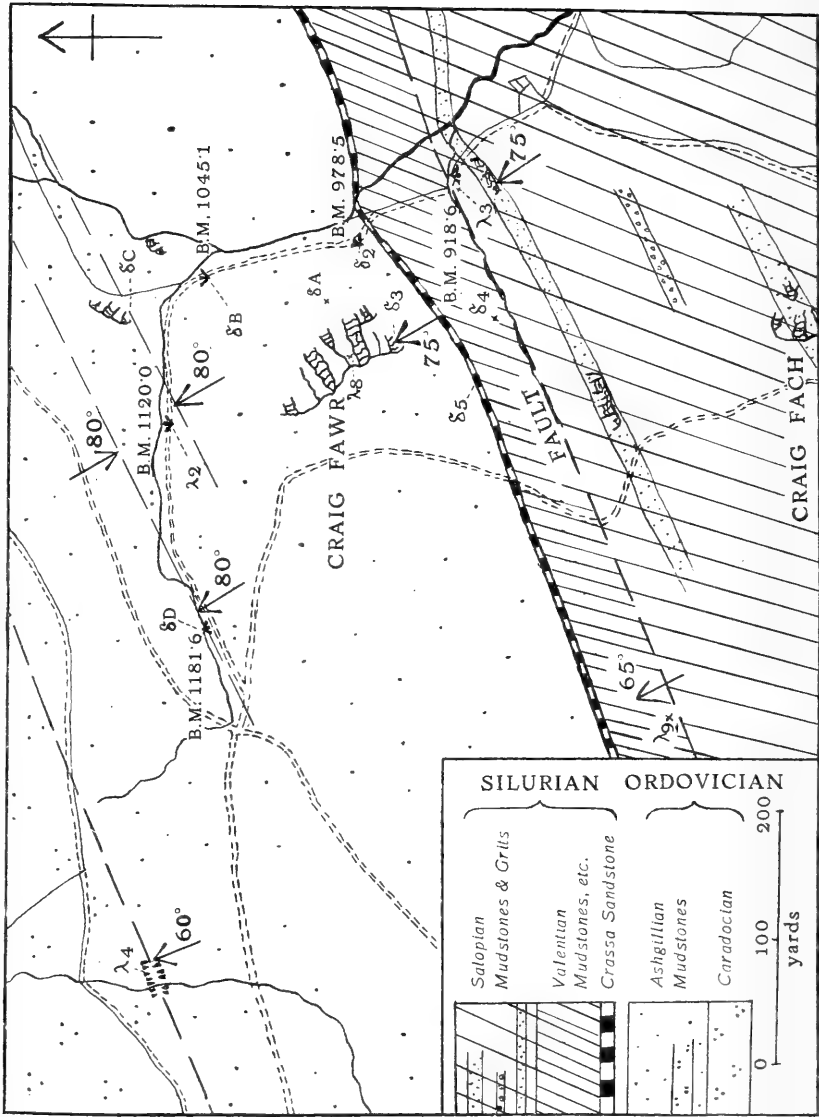 δC
B.M. 1045·1
B.M. 978·5
80°
B.M. 1120·0
80°
λ2
δB
δA
δ2
δ3
75°
λ8
CRAIG FAWR
B.M. 918·6
δ4
λ3
75°
δ5
FAULT
80°
δD
B.M. 1181·6
CRAIG FACH
65°
λ9x
λ4
60°
SILURIAN
ORDOVICIAN
Salopian
Mudstones & Grits
Valentian
Mudstones, etc.
Crassa Sandstone
Ashgillian
Mudstones
Caradocian
0 100 200
yards